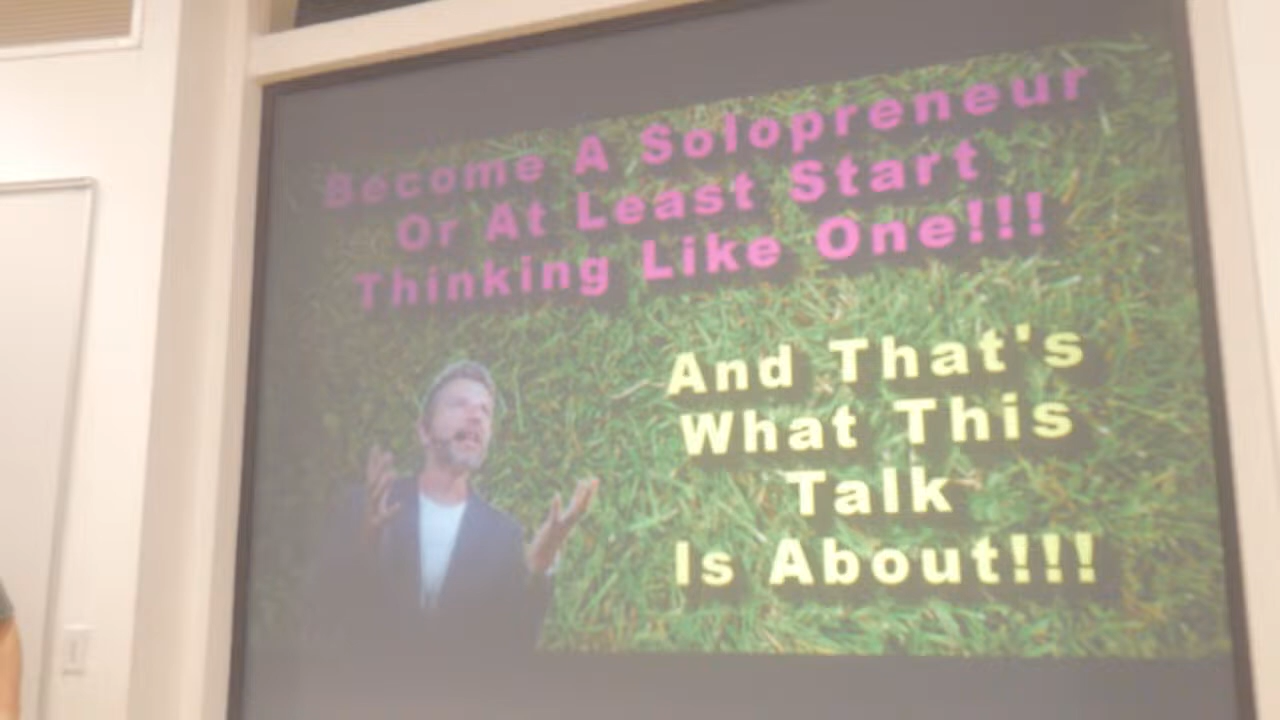 Become A Solopreneur
Or At Least Start
Thinking Like One!!!
And That's
What This
Talk
Is About!!!